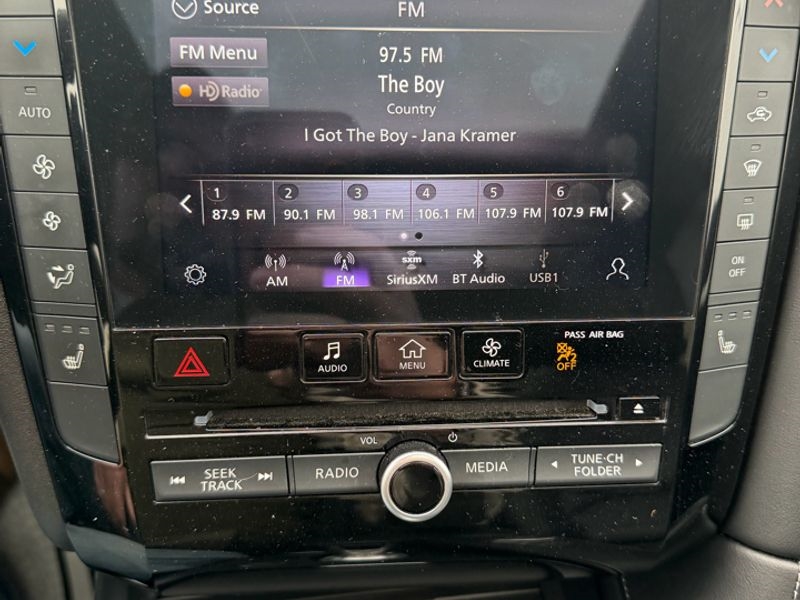 Source
FM
FM Menu
97.5 FM
HD Radio
The Boy
AUTO
Country
I Got The Boy - Jana Kramer
1 2 3 4 5 6
87.9 FM 90.1 FM 98.1 FM 106.1 FM 107.9 FM 107.9 FM
sxm
AM FM SiriusXM BT Audio USB1
ON
OFF
PASS AIR BAG
AUDIO MENU CLIMATE
2
OFF
VOL
SEEK
TRACK
RADIO
MEDIA
TUNE·CH
FOLDER